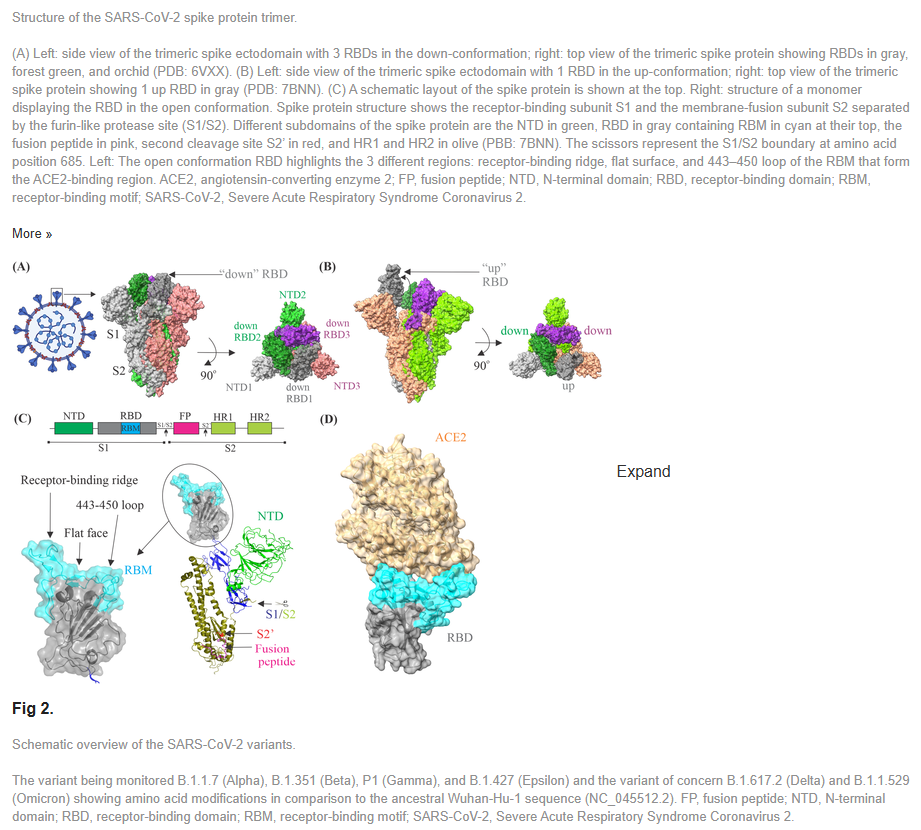 Structure of the SARS-CoV-2 spike protein trimer.
(A) Left: side view of the trimeric spike ectodomain with 3 RBDs in the down-conformation; right: top view of the trimeric spike protein showing RBDs in gray,
forest green, and orchid (PDB: 6VXX). (B) Left: side view of the trimeric spike ectodomain with 1 RBD in the up-conformation; right: top view of the trimeric
spike protein showing 1 up RBD in gray (PDB: 7BNN). (C) A schematic layout of the spike protein is shown at the top. Right: structure of a monomer
displaying the RBD in the open conformation. Spike protein structure shows the receptor-binding subunit S1 and the membrane-fusion subunit S2 separated
by the furin-like protease site (S1/S2). Different subdomains of the spike protein are the NTD in green, RBD in gray containing RBM in cyan at their top, the
fusion peptide in pink, second cleavage site S2' in red, and HR1 and HR2 in olive (PBB: 7BNN). The scissors represent the S1/S2 boundary at amino acid
position 685. Left: The open conformation RBD highlights the 3 different regions: receptor-binding ridge, flat surface, and 443–450 loop of the RBM that form
the ACE2-binding region. ACE2, angiotensin-converting enzyme 2; FP, fusion peptide; NTD, N-terminal domain; RBD, receptor-binding domain; RBM,
receptor-binding motif; SARS-CoV-2, Severe Acute Respiratory Syndrome Coronavirus 2.
More »
(A)
"down" RBD
S1
S2
90°
NTD2
down
RBD2
down
RBD3
NTD1
down
RBD1
NTD3
(B)
"up"
RBD
90°
down
down
up
(C)
NTD
RBD
RBM
S1/S2
FP
S2'
HR1
HR2
S1
S2
Receptor-binding ridge
443-450 loop
Flat face
RBM
NTD
S1/S2
S2'
Fusion
peptide
(D)
ACE2
RBD
Expand
Fig 2.
Schematic overview of the SARS-CoV-2 variants.
The variant being monitored B.1.1.7 (Alpha), B.1.351 (Beta), P1 (Gamma), and B.1.427 (Epsilon) and the variant of concern B.1.617.2 (Delta) and B.1.1.529
(Omicron) showing amino acid modifications in comparison to the ancestral Wuhan-Hu-1 sequence (NC_045512.2). FP, fusion peptide; NTD, N-terminal
domain; RBD, receptor-binding domain; RBM, receptor-binding motif; SARS-CoV-2, Severe Acute Respiratory Syndrome Coronavirus 2.